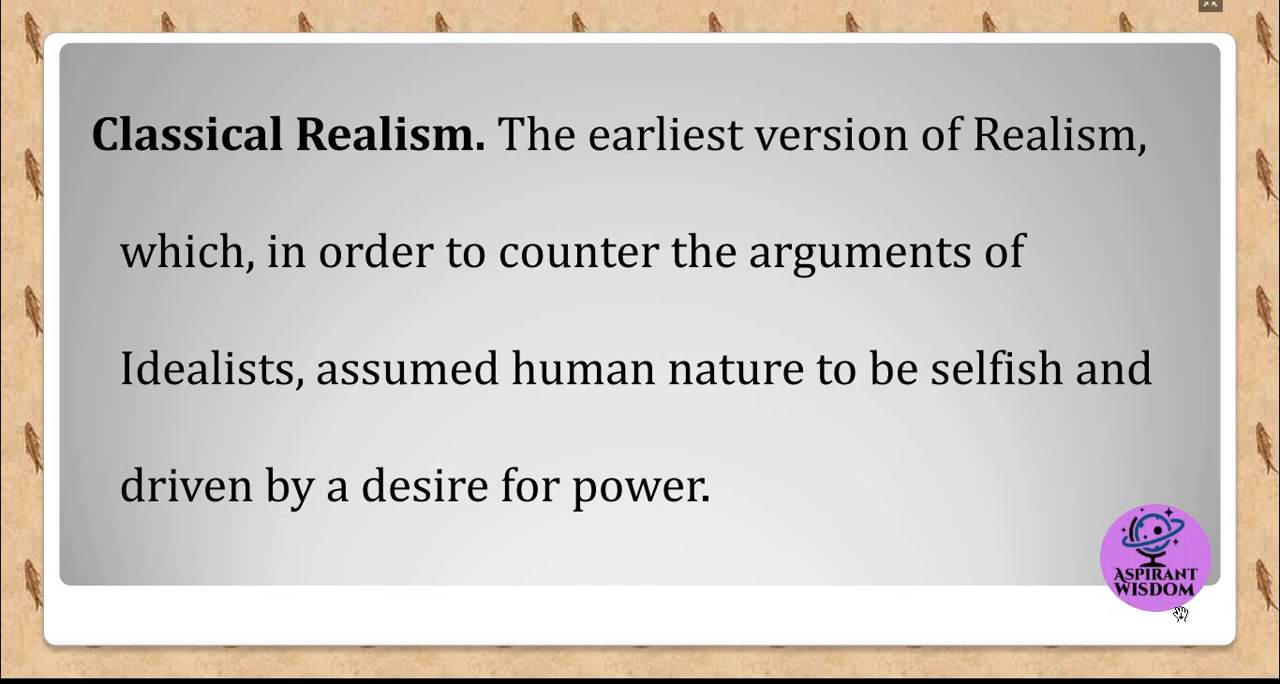 Classical Realism. The earliest version of Realism,
which, in order to counter the arguments of
Idealists, assumed human nature to be selfish and
driven by a desire for power.
ASPIRANT
WISDOM